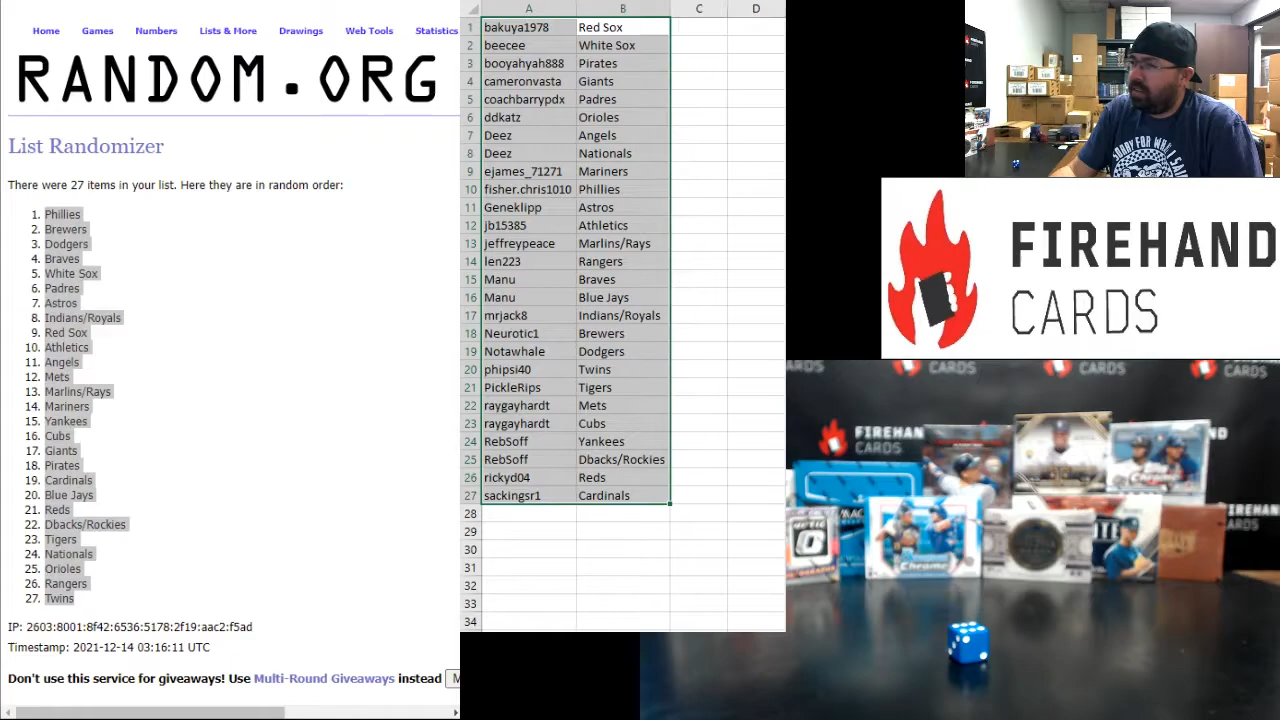 Home Games Numbers Lists & More Drawings Web Tools Statistics
RANDOM.ORG
List Randomizer
There were 27 items in your list. Here they are in random order:
1. Phillies
2. Brewers
3. Dodgers
4. Braves
5. White Sox
6. Padres
7. Astros
8. Indians/Royals
9. Red Sox
10. Athletics
11. Angels
12. Mets
13. Marlins/Rays
14. Mariners
15. Yankees
16. Cubs
17. Giants
18. Pirates
19. Cardinals
20. Blue Jays
21. Reds
22. Dbacks/Rockies
23. Tigers
24. Nationals
25. Orioles
26. Rangers
27. Twins
IP: 2603:8001:8f42:6536:5178:2f19:aac2:f5ad
Timestamp: 2021-12-14 03:16:11 UTC
Don't use this service for giveaways! Use Multi-Round Giveaways instead
A B C D
1 bakuya1978 Red Sox
2 beecee White Sox
3 booyahyah888 Pirates
4 cameronvasta Giants
5 coachbarrypdx Padres
6 ddkatz Orioles
7 Deez Angels
8 Deez Nationals
9 ejames_71271 Mariners
10 fisher.chris1010 Phillies
11 Geneklipp Astros
12 jb15385 Athletics
13 jeffreypeace Marlins/Rays
14 len223 Rangers
15 Manu Braves
16 Manu Blue Jays
17 mrjack8 Indians/Royals
18 Neurotic1 Brewers
19 Notawhale Dodgers
20 phipsi40 Twins
21 PickleRips Tigers
22 raygayhardt Mets
23 raygayhardt Cubs
24 RebSoff Yankees
25 RebSoff Dbacks/Rockies
26 rickyd04 Reds
27 sackingsr1 Cardinals
28
29
30
31
32
33
34
SORRY FOR WHAT I SAID
FIREHAND
CARDS
CARDS
CARDS
FIREHAND
CARDS
FIREHAND
Chrome